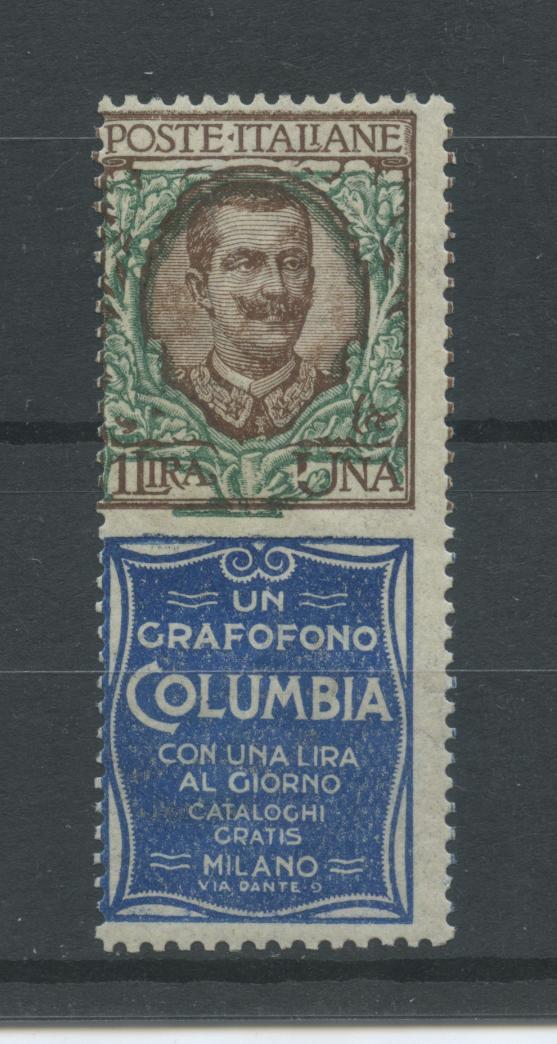 POSTE·ITALIANE
1 LIRA UNA
UN
GRAFOFONO
COLUMBIA
CON UNA LIRA
AL GIORNO
CATALOGHI
GRATIS
MILANO
VIA DANTE 9